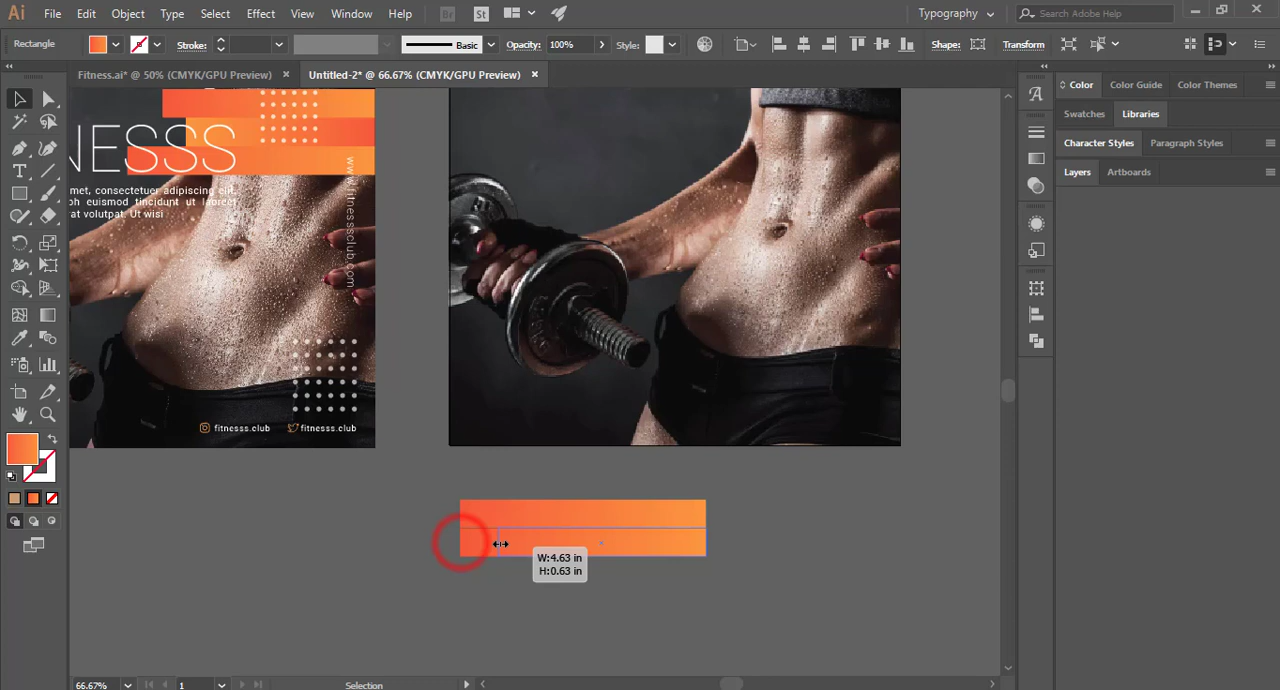 Ai File Edit Object Type Select Effect View Window Help Br St Typography Search Adobe Help
Rectangle Stroke: Basic Opacity: 100% Style: Shape: Transform
Fitness.ai* @ 50% (CMYK/GPU Preview) × Untitled-2* @ 66.67% (CMYK/GPU Preview) ×
Color Color Guide Color Themes
Swatches Libraries
Character Styles Paragraph Styles
Layers Artboards
NESSS
met, consectetuer adipiscing elit,
bh euismod tincidunt ut laoreet
at volutpat. Ut wisi
www.fitnesssclub.com
fitnesss.club fitnesss.club
W:4.63 in
H:0.63 in
66.67% 1 Selection